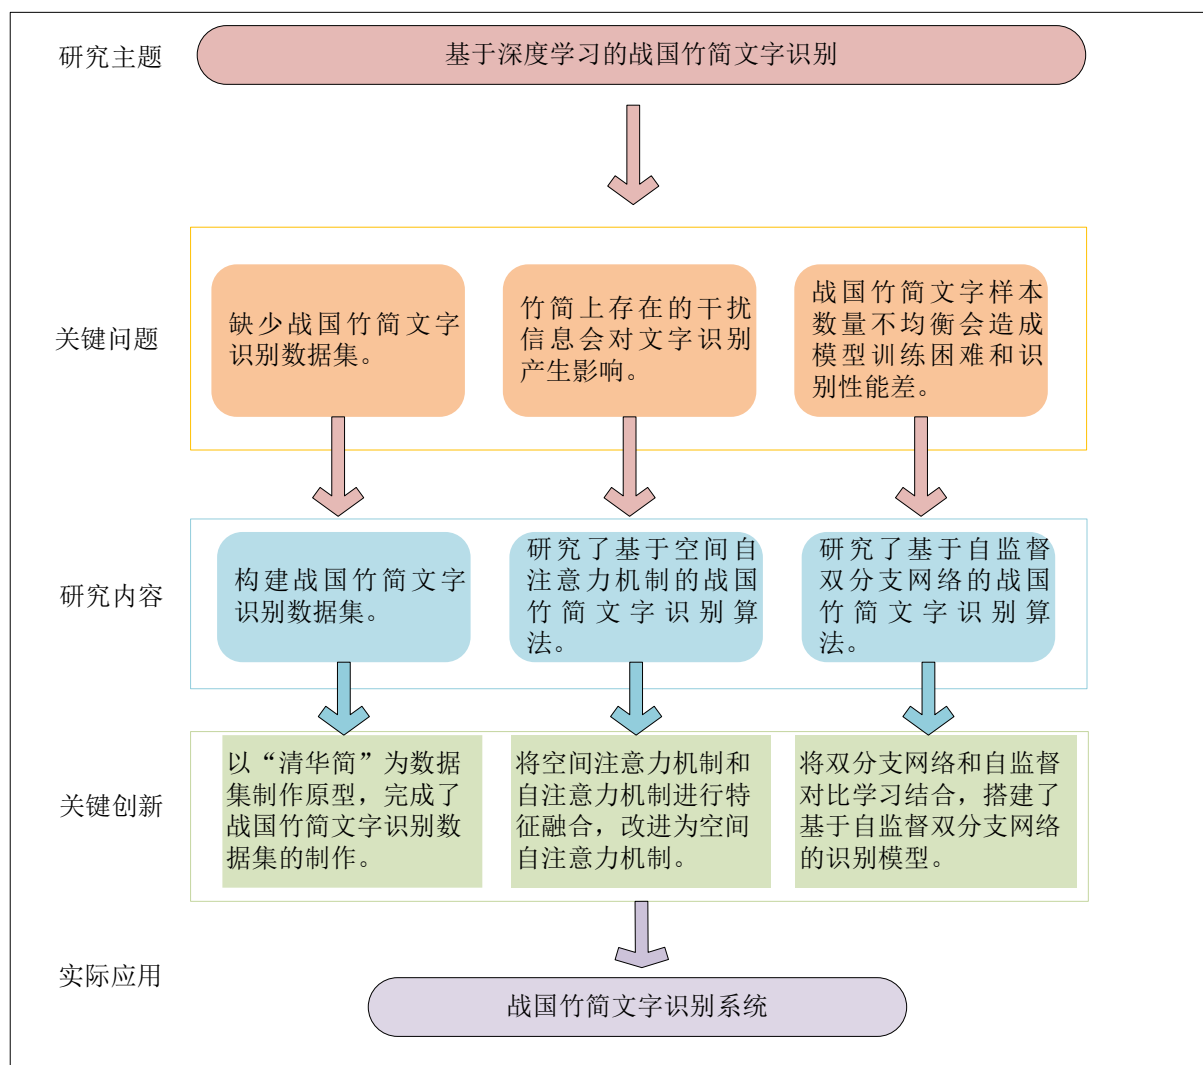 研究主题
基于深度学习的战国竹简文字识别
关键问题
缺少战国竹简文字
识别数据集。
竹简上存在的干扰
信息会对文字识别
产生影响。
战国竹简文字样本
数量不均衡会造成
模型训练困难和识
别性能差。
研究内容
构建战国竹简文字
识别数据集。
研究了基于空间自
注意力机制的战国
竹简文字识别算
法。
研究了基于自监督
双分支网络的战国
竹简文字识别算
法。
关键创新
以“清华简”为数据
集制作原型，完成了
战国竹简文字识别数
据集的制作。
将空间注意力机制和
自注意力机制进行特
征融合，改进为空间
自注意力机制。
将双分支网络和自监督
对比学习结合，搭建了
基于自监督双分支网络
的识别模型。
实际应用
战国竹简文字识别系统